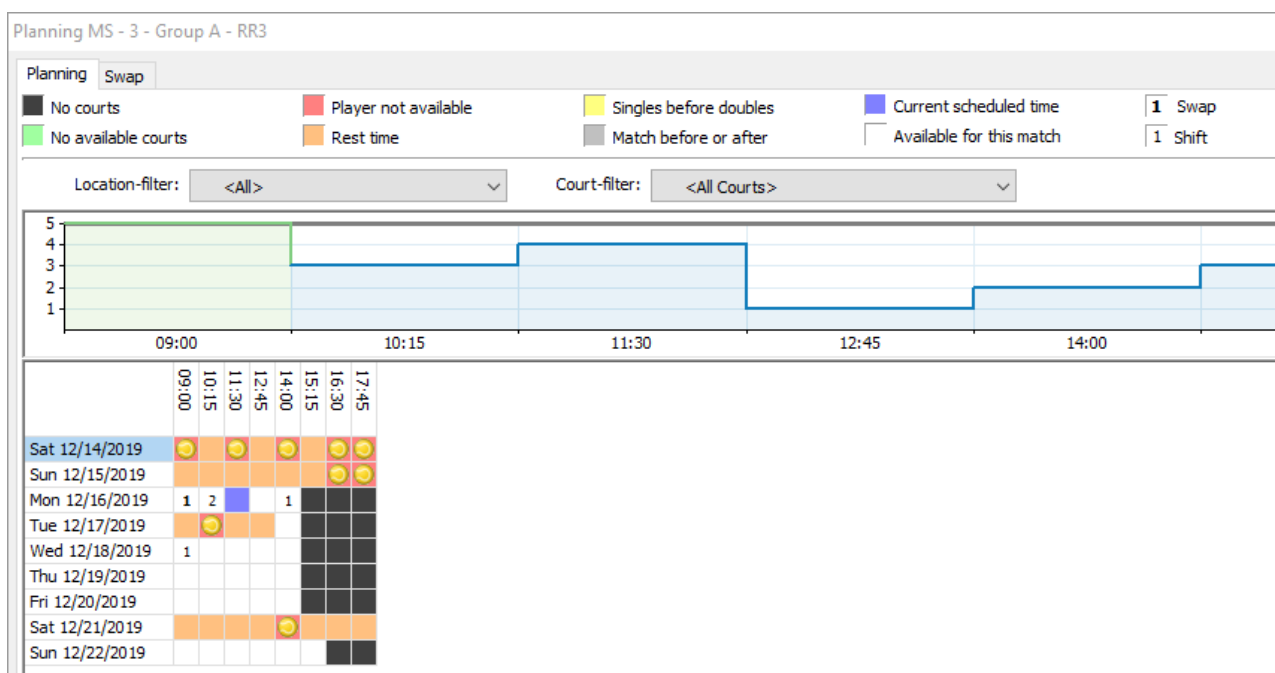 Planning MS - 3 - Group A - RR3
Planning Swap
No courts Player not available Singles before doubles Current scheduled time 1 Swap
No available courts Rest time Match before or after Available for this match 1 Shift
Location-filter: <All> Court-filter: <All Courts>
5
4
3
2
1
09:00 10:15 11:30 12:45 14:00
09:00 10:15 11:30 12:45 14:00 15:15 16:30 17:45
Sat 12/14/2019
Sun 12/15/2019
Mon 12/16/2019 1 2 1
Tue 12/17/2019
Wed 12/18/2019 1
Thu 12/19/2019
Fri 12/20/2019
Sat 12/21/2019
Sun 12/22/2019